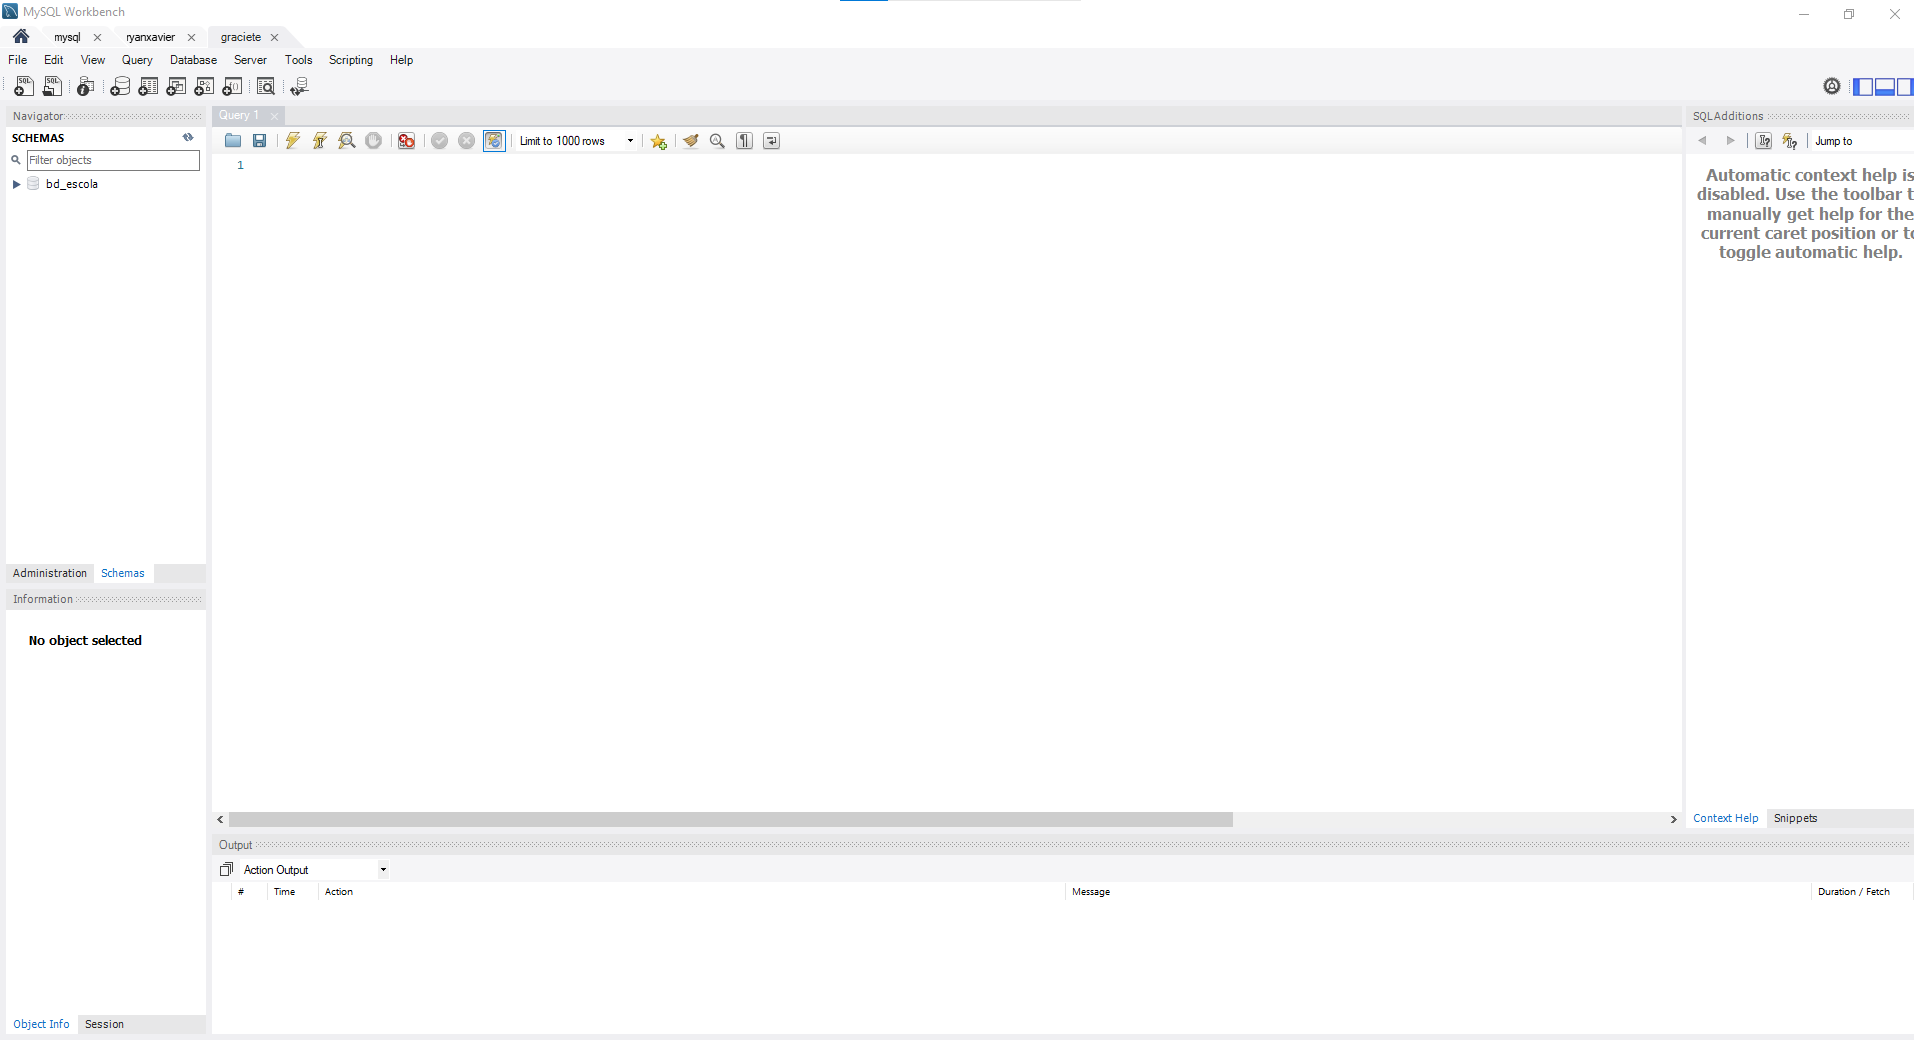 MySQL Workbench
mysql
ryanxavier
graciete
File Edit View Query Database Server Tools Scripting Help
Navigator
SCHEMAS
Filter objects
bd_escola
Administration Schemas
Information
No object selected
Object Info Session
Query 1
Limit to 1000 rows
1
Output
Action Output
# Time Action Message Duration / Fetch
SQLAdditions
Jump to
Automatic context help is
disabled. Use the toolbar t
manually get help for the
current caret position or to
toggle automatic help.
Context Help Snippets